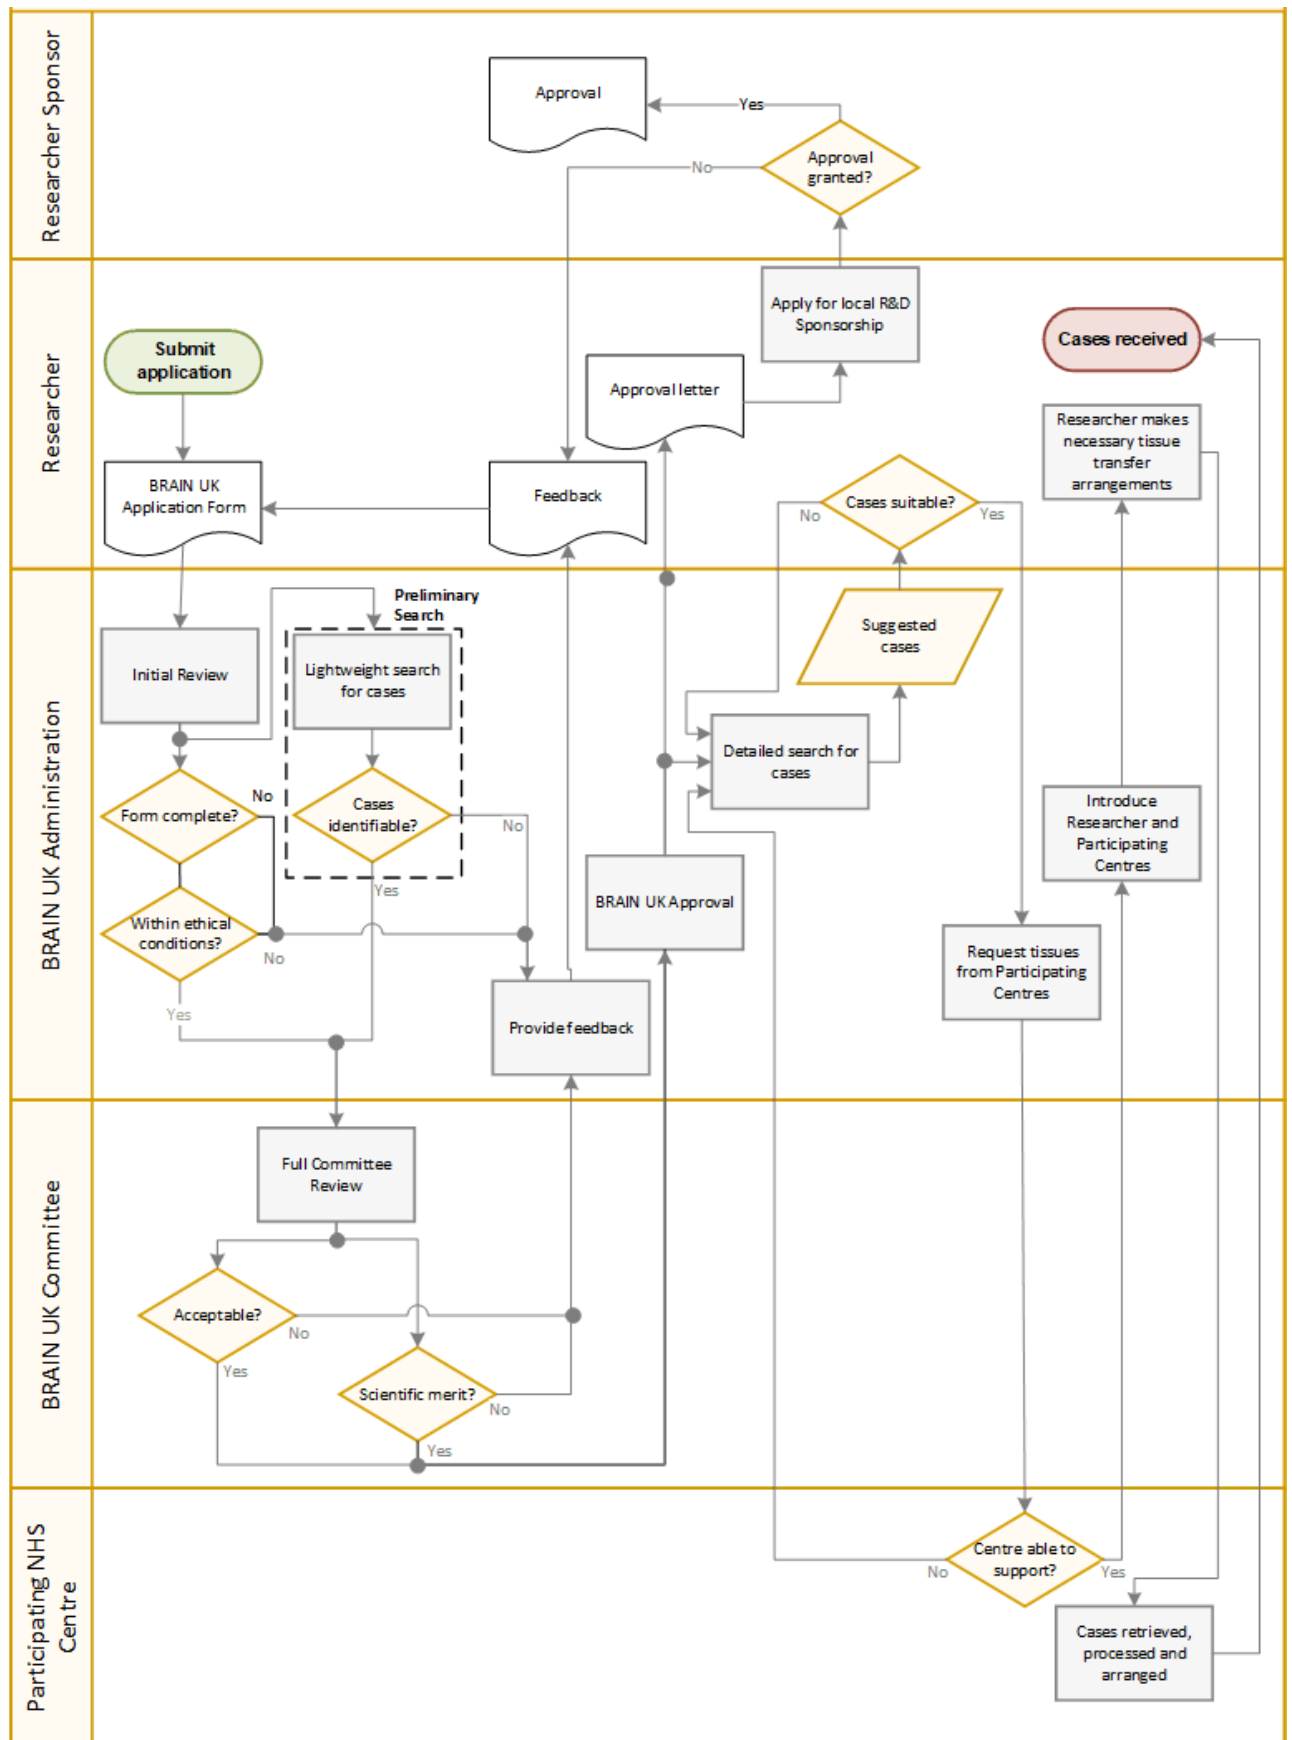 Researcher Sponsor
Approval
Yes
Approval
granted?
No
Researcher
Apply for local R&D
Sponsorship
Submit
application
Cases received
Approval letter
Researcher makes
necessary tissue
transfer
arrangements
BRAIN UK
Application Form
Feedback
Cases suitable?
No
Yes
BRAIN UK Administration
Preliminary
Search
Initial Review
Lightweight search
for cases
Suggested
cases
Detailed search for
cases
Form complete?
No
Cases
identifiable?
No
Yes
Introduce
Researcher and
Participating
Centres
BRAIN UK Approval
Within ethical
conditions?
No
Yes
Request tissues
from Participating
Centres
Provide feedback
BRAIN UK Committee
Full Committee
Review
Acceptable?
No
Yes
Scientific merit?
No
Yes
Participating NHS
Centre
Centre able to
support?
No
Yes
Cases retrieved,
processed and
arranged